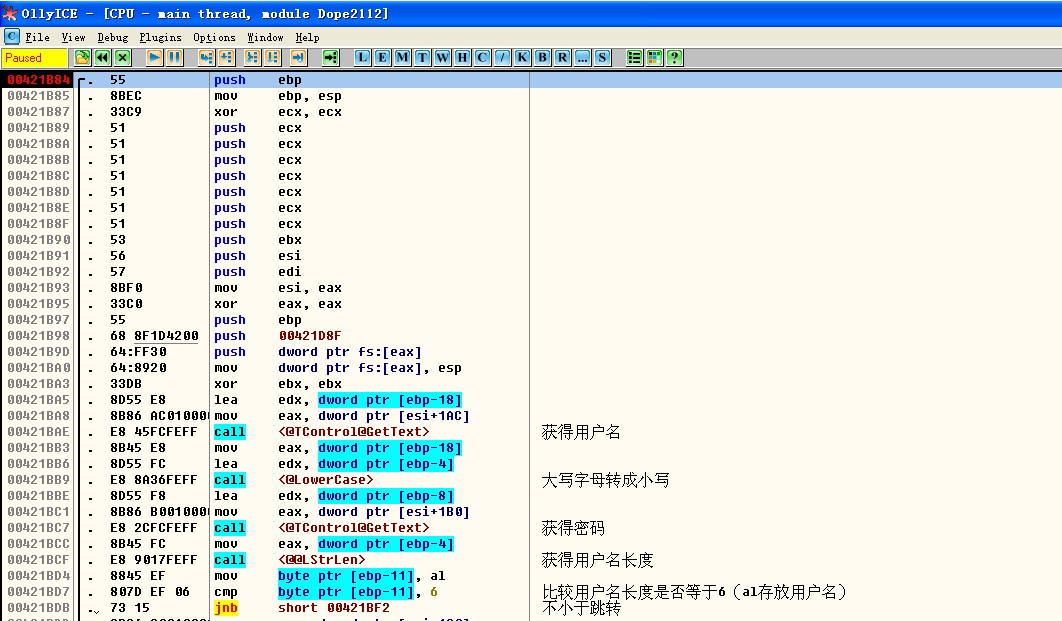 OllyICE - [CPU - main thread, module Dope2112]
C File View Debug Plugins Options Window Help
Paused L E M T W H C / K B R ... S ?
00421B84 . 55 push ebp
00421B85 . 8BEC mov ebp, esp
00421B87 . 33C9 xor ecx, ecx
00421B89 . 51 push ecx
00421B8A . 51 push ecx
00421B8B . 51 push ecx
00421B8C . 51 push ecx
00421B8D . 51 push ecx
00421B8E . 51 push ecx
00421B8F . 51 push ecx
00421B90 . 53 push ebx
00421B91 . 56 push esi
00421B92 . 57 push edi
00421B93 . 8BF0 mov esi, eax
00421B95 . 33C0 xor eax, eax
00421B97 . 55 push ebp
00421B98 . 68 8F1D4200 push 00421D8F
00421B9D . 64:FF30 push dword ptr fs:[eax]
00421BA0 . 64:8920 mov dword ptr fs:[eax], esp
00421BA3 . 33DB xor ebx, ebx
00421BA5 . 8D55 E8 lea edx, dword ptr [ebp-18]
00421BA8 . 8B86 AC01000 mov eax, dword ptr [esi+1AC]
00421BAE . E8 45FCFEFF call <@TControl@GetText> 获得用户名
00421BB3 . 8B45 E8 mov eax, dword ptr [ebp-18]
00421BB6 . 8D55 FC lea edx, dword ptr [ebp-4]
00421BB9 . E8 8A36FEFF call <@LowerCase> 大写字母转成小写
00421BBE . 8D55 F8 lea edx, dword ptr [ebp-8]
00421BC1 . 8B86 B001000 mov eax, dword ptr [esi+1B0]
00421BC7 . E8 2CFCFEFF call <@TControl@GetText> 获得密码
00421BCC . 8B45 FC mov eax, dword ptr [ebp-4]
00421BCF . E8 9017FEFF call <@@LStrLen> 获得用户名长度
00421BD4 . 8845 EF mov byte ptr [ebp-11], al
00421BD7 . 807D EF 06 cmp byte ptr [ebp-11], 6 比较用户名长度是否等于6（al存放用户名）
00421BDB . 73 15 jnb short 00421BF2 不小于跳转